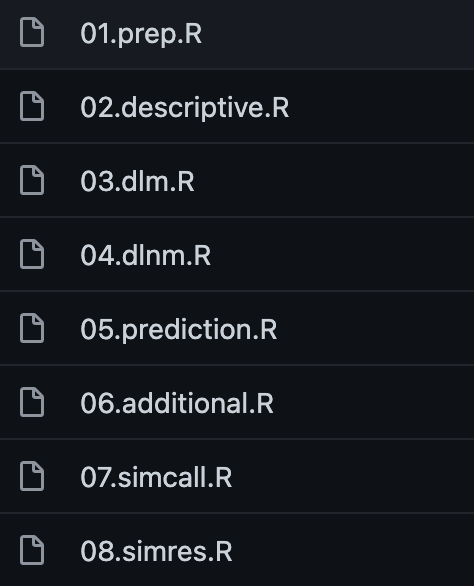 01.prep.R
02.descriptive.R
03.dlm.R
04.dlnm.R
05.prediction.R
06.additional.R
07.simcall.R
08.simres.R